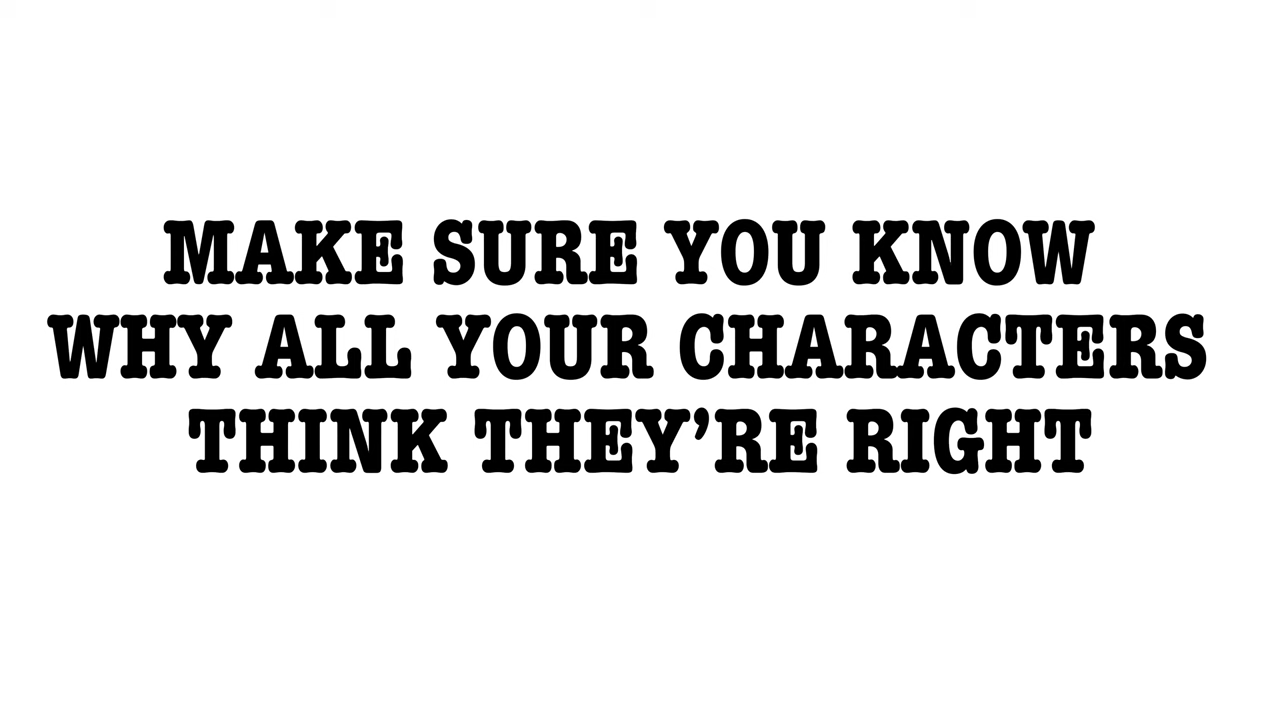 MAKE SURE YOU KNOW
WHY ALL YOUR CHARACTERS
THINK THEY’RE RIGHT